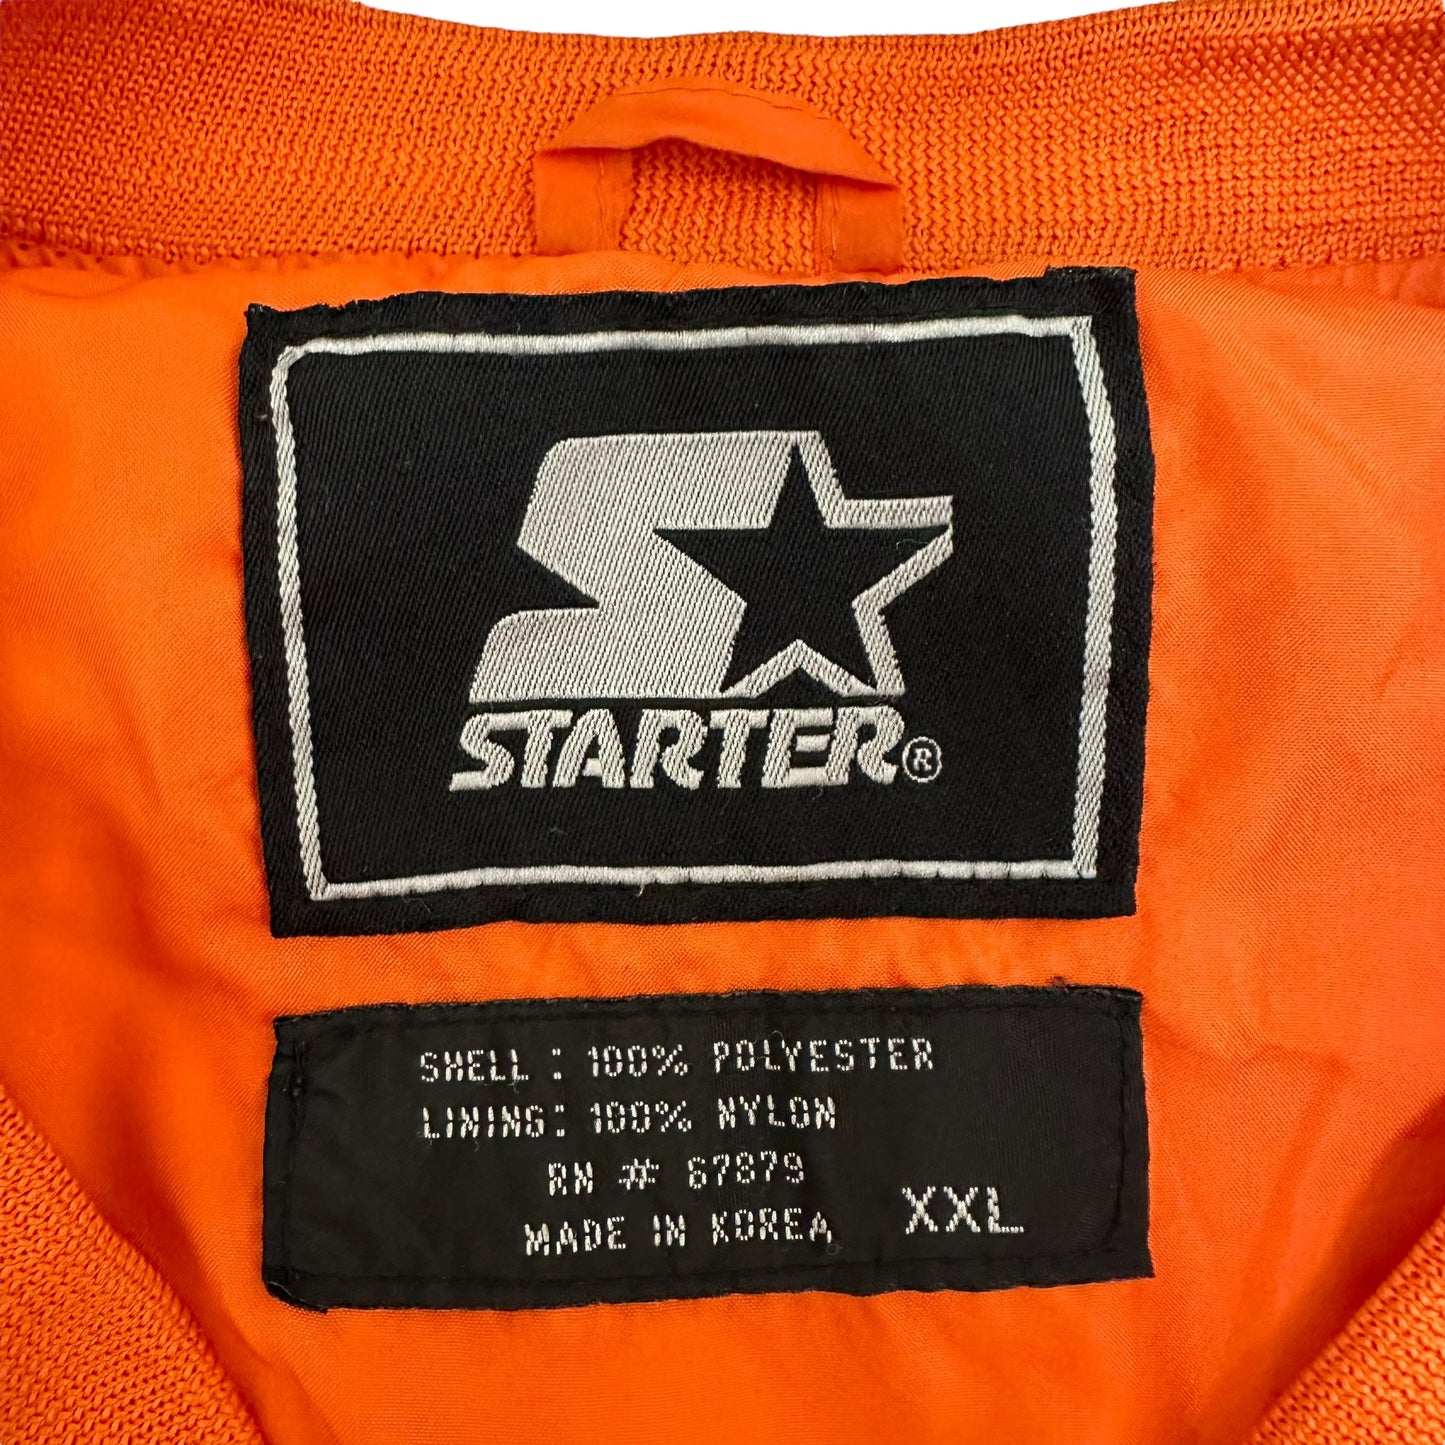 STARTER®
SHELL : 100% POLYESTER
LINING: 100% NYLON
RN # 67879
MADE IN KOREA XXL